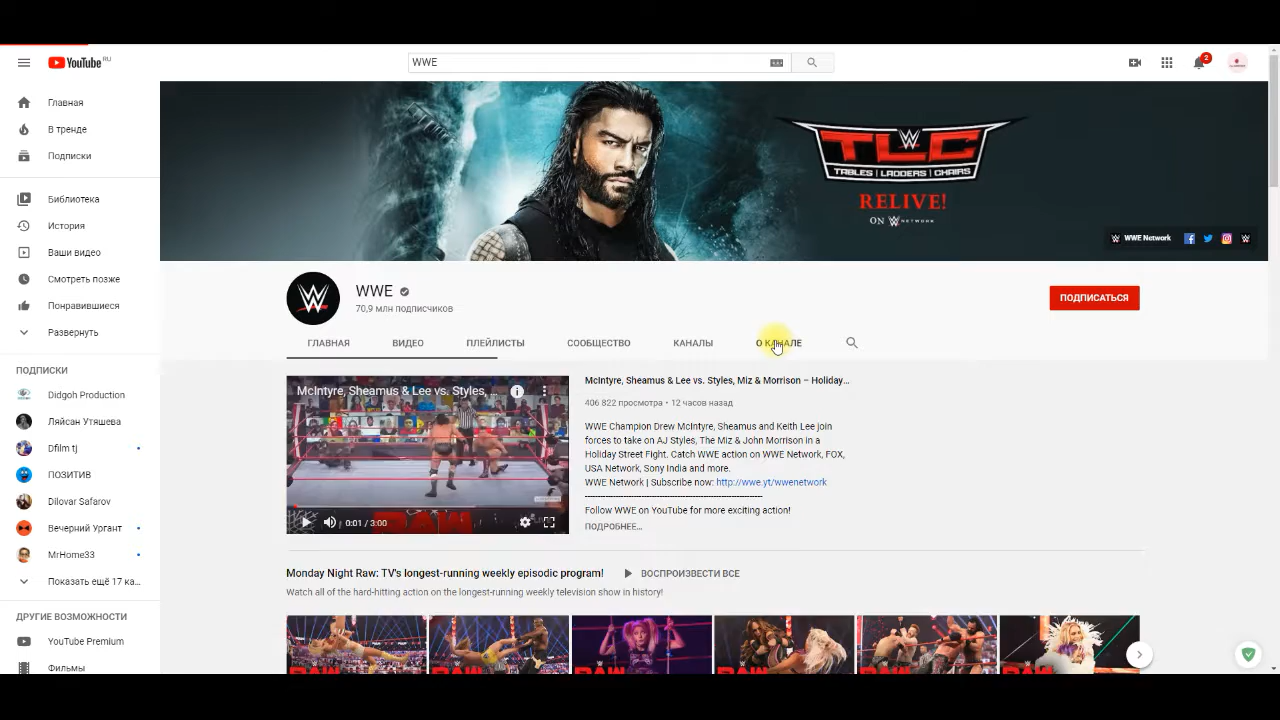 YouTube RU
WWE
2
Главная
В тренде
Подписки
Библиотека
История
Ваши видео
Смотреть позже
Понравившиеся
Развернуть
ПОДПИСКИ
Didgoh Production
Ляйсан Утяшева
Dfilm tj
ПОЗИТИВ
Dilovar Safarov
Вечерний Ургант
MrHome33
Показать ещё 17 ка...
ДРУГИЕ ВОЗМОЖНОСТИ
YouTube Premium
Фильмы
TLC
TABLES | LADDERS | CHAIRS
RELIVE!
ON NETWORK
WWE Network
WWE
70,9 млн подписчиков
ПОДПИСАТЬСЯ
ГЛАВНАЯ ВИДЕО ПЛЕЙЛИСТЫ СООБЩЕСТВО КАНАЛЫ О КАНАЛЕ
McIntyre, Sheamus & Lee vs. Styles,
RAW
0:01 / 3:00
McIntyre, Sheamus & Lee vs. Styles, Miz & Morrison – Holiday...
406 822 просмотра • 12 часов назад
WWE Champion Drew McIntyre, Sheamus and Keith Lee join
forces to take on AJ Styles, The Miz & John Morrison in a
Holiday Street Fight. Catch WWE action on WWE Network, FOX,
USA Network, Sony India and more.
WWE Network | Subscribe now: http://wwe.yt/wwenetwork
---------------------------------------------------------------------
Follow WWE on YouTube for more exciting action!
ПОДРОБНЕЕ...
Monday Night Raw: TV's longest-running weekly episodic program! ВОСПРОИЗВЕСТИ ВСЕ
Watch all of the hard-hitting action on the longest-running weekly television show in history!
RAW RAW RAW RAW RAW RAW